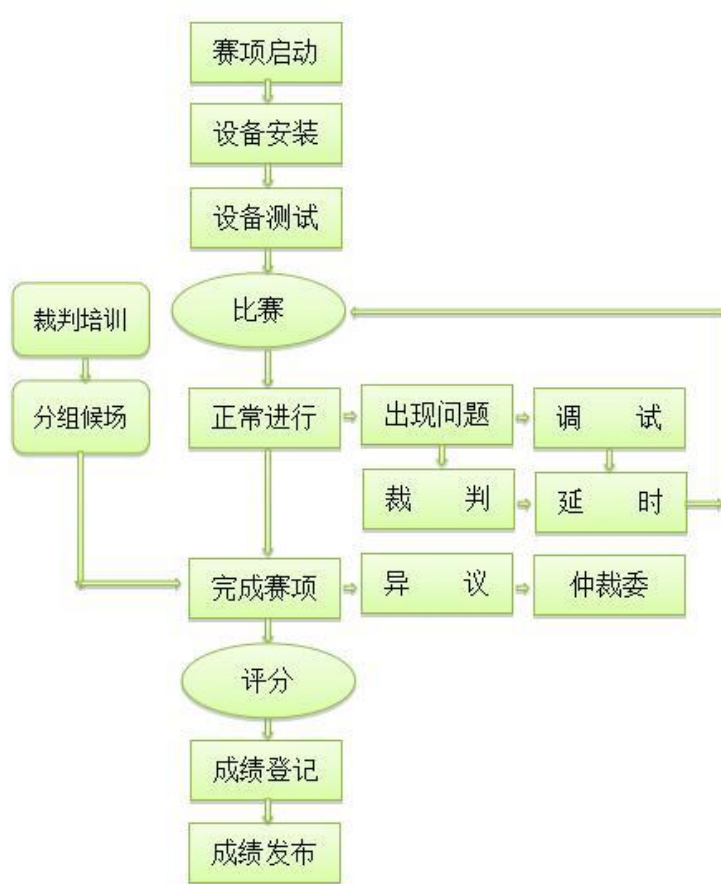 赛项启动
设备安装
设备测试
比赛
裁判培训
分组候场
正常进行
出现问题
调 试
裁 判
延 时
完成赛项
异 议
仲裁委
评分
成绩登记
成绩发布